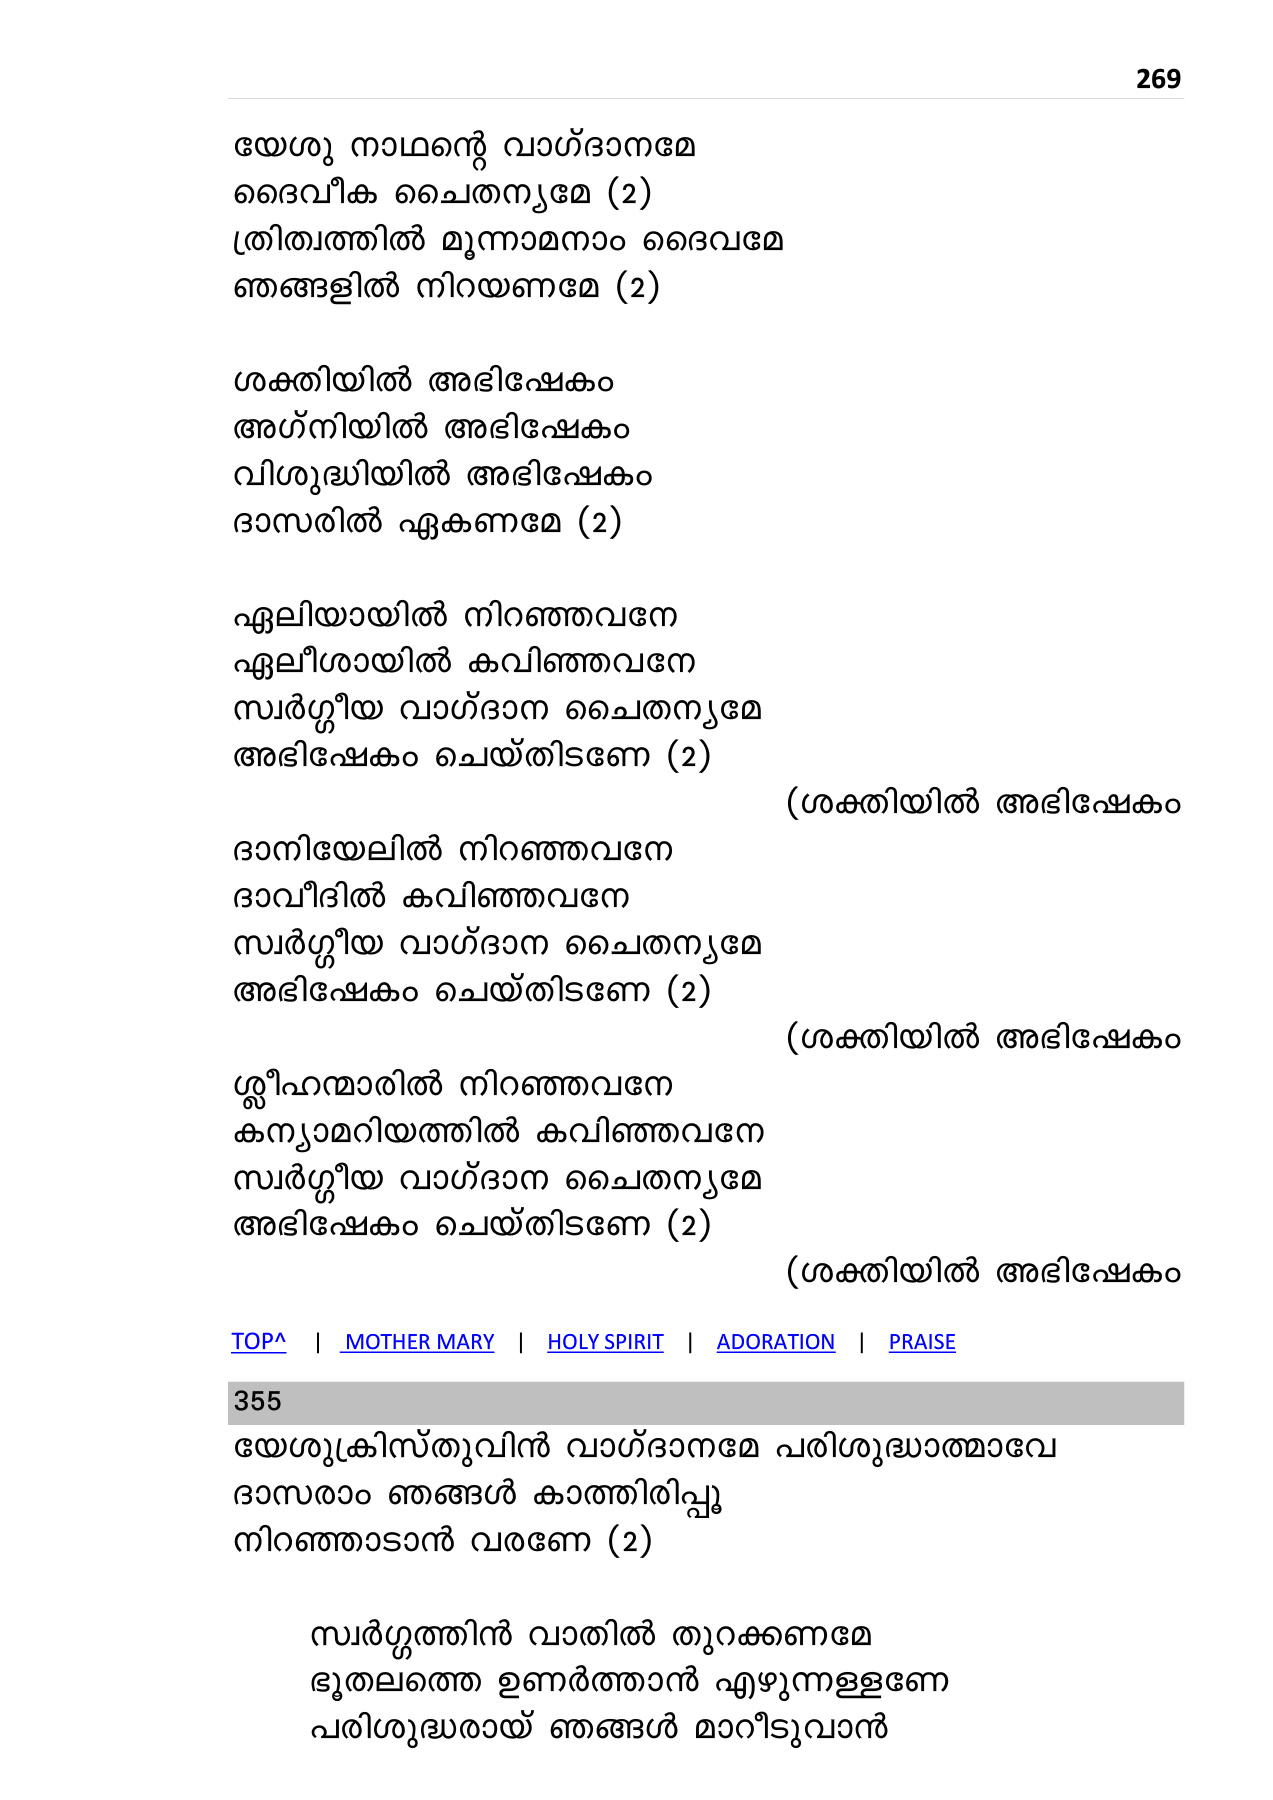 269
യേശു നാഥന്റെ വാഗ്ദാനമേ
ദൈവീക ചൈതന്യമേ (2)
ത്രിത്വത്തിൽ മൂന്നാമനാം ദൈവമേ
ഞങ്ങളിൽ നിറയണമേ (2)
ശക്തിയിൽ അഭിഷേകം
അഗ്നിയിൽ അഭിഷേകം
വിശുദ്ധിയിൽ അഭിഷേകം
ദാസരിൽ ഏകണമേ (2)
ഏലിയായിൽ നിറഞ്ഞവനേ
ഏലീശായിൽ കവിഞ്ഞവനേ
സ്വർഗ്ഗീയ വാഗ്ദാന ചൈതന്യമേ
അഭിഷേകം ചെയ്തിടണേ (2)
(ശക്തിയിൽ അഭിഷേകം
ദാനിയേലിൽ നിറഞ്ഞവനേ
ദാവീദിൽ കവിഞ്ഞവനേ
സ്വർഗ്ഗീയ വാഗ്ദാന ചൈതന്യമേ
അഭിഷേകം ചെയ്തിടണേ (2)
(ശക്തിയിൽ അഭിഷേകം
ശ്ലീഹന്മാരിൽ നിറഞ്ഞവനേ
കന്യാമറിയത്തിൽ കവിഞ്ഞവനേ
സ്വർഗ്ഗീയ വാഗ്ദാന ചൈതന്യമേ
അഭിഷേകം ചെയ്തിടണേ (2)
(ശക്തിയിൽ അഭിഷേകം
TOP^ | MOTHER MARY | HOLY SPIRIT | ADORATION | PRAISE
355
യേശുക്രിസ്തുവിൻ വാഗ്ദാനമേ പരിശുദ്ധാത്മാവേ
ദാസരാം ഞങ്ങൾ കാത്തിരിപ്പൂ
നിറഞ്ഞാടാൻ വരണേ (2)
സ്വർഗ്ഗത്തിൻ വാതിൽ തുറക്കണമേ
ഭൂതലത്തെ ഉണർത്താൻ എഴുന്നള്ളണേ
പരിശുദ്ധരായ് ഞങ്ങൾ മാറീടുവാൻ